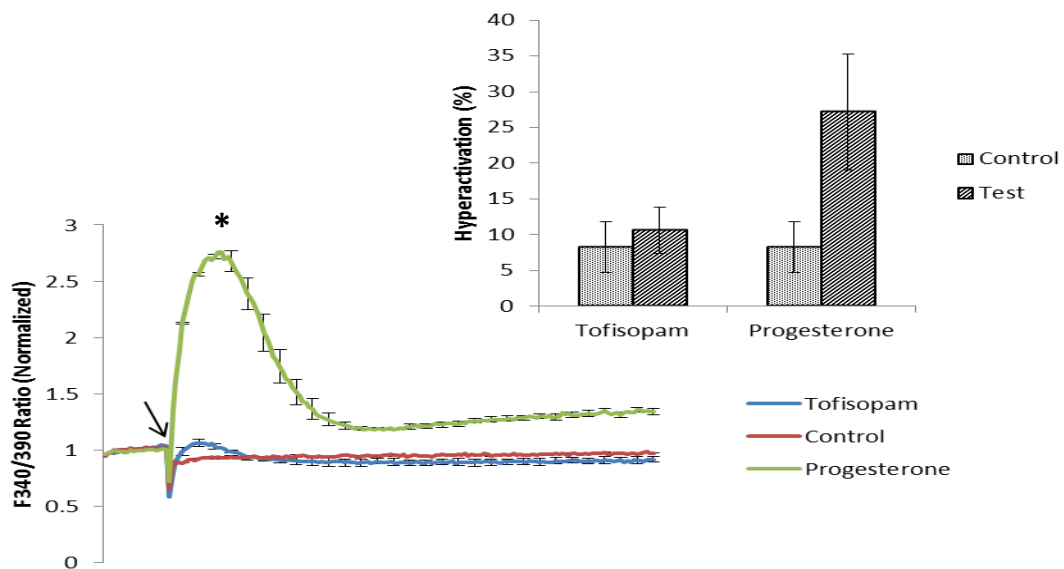 40
35
30
25
20
15
10
5
0
Hyperactivation (%)
Tofisopam Progesterone
Control
Test
*
3
2.5
2
1.5
1
0.5
0
F340/390 Ratio (Normalized)
Tofisopam
Control
Progesterone